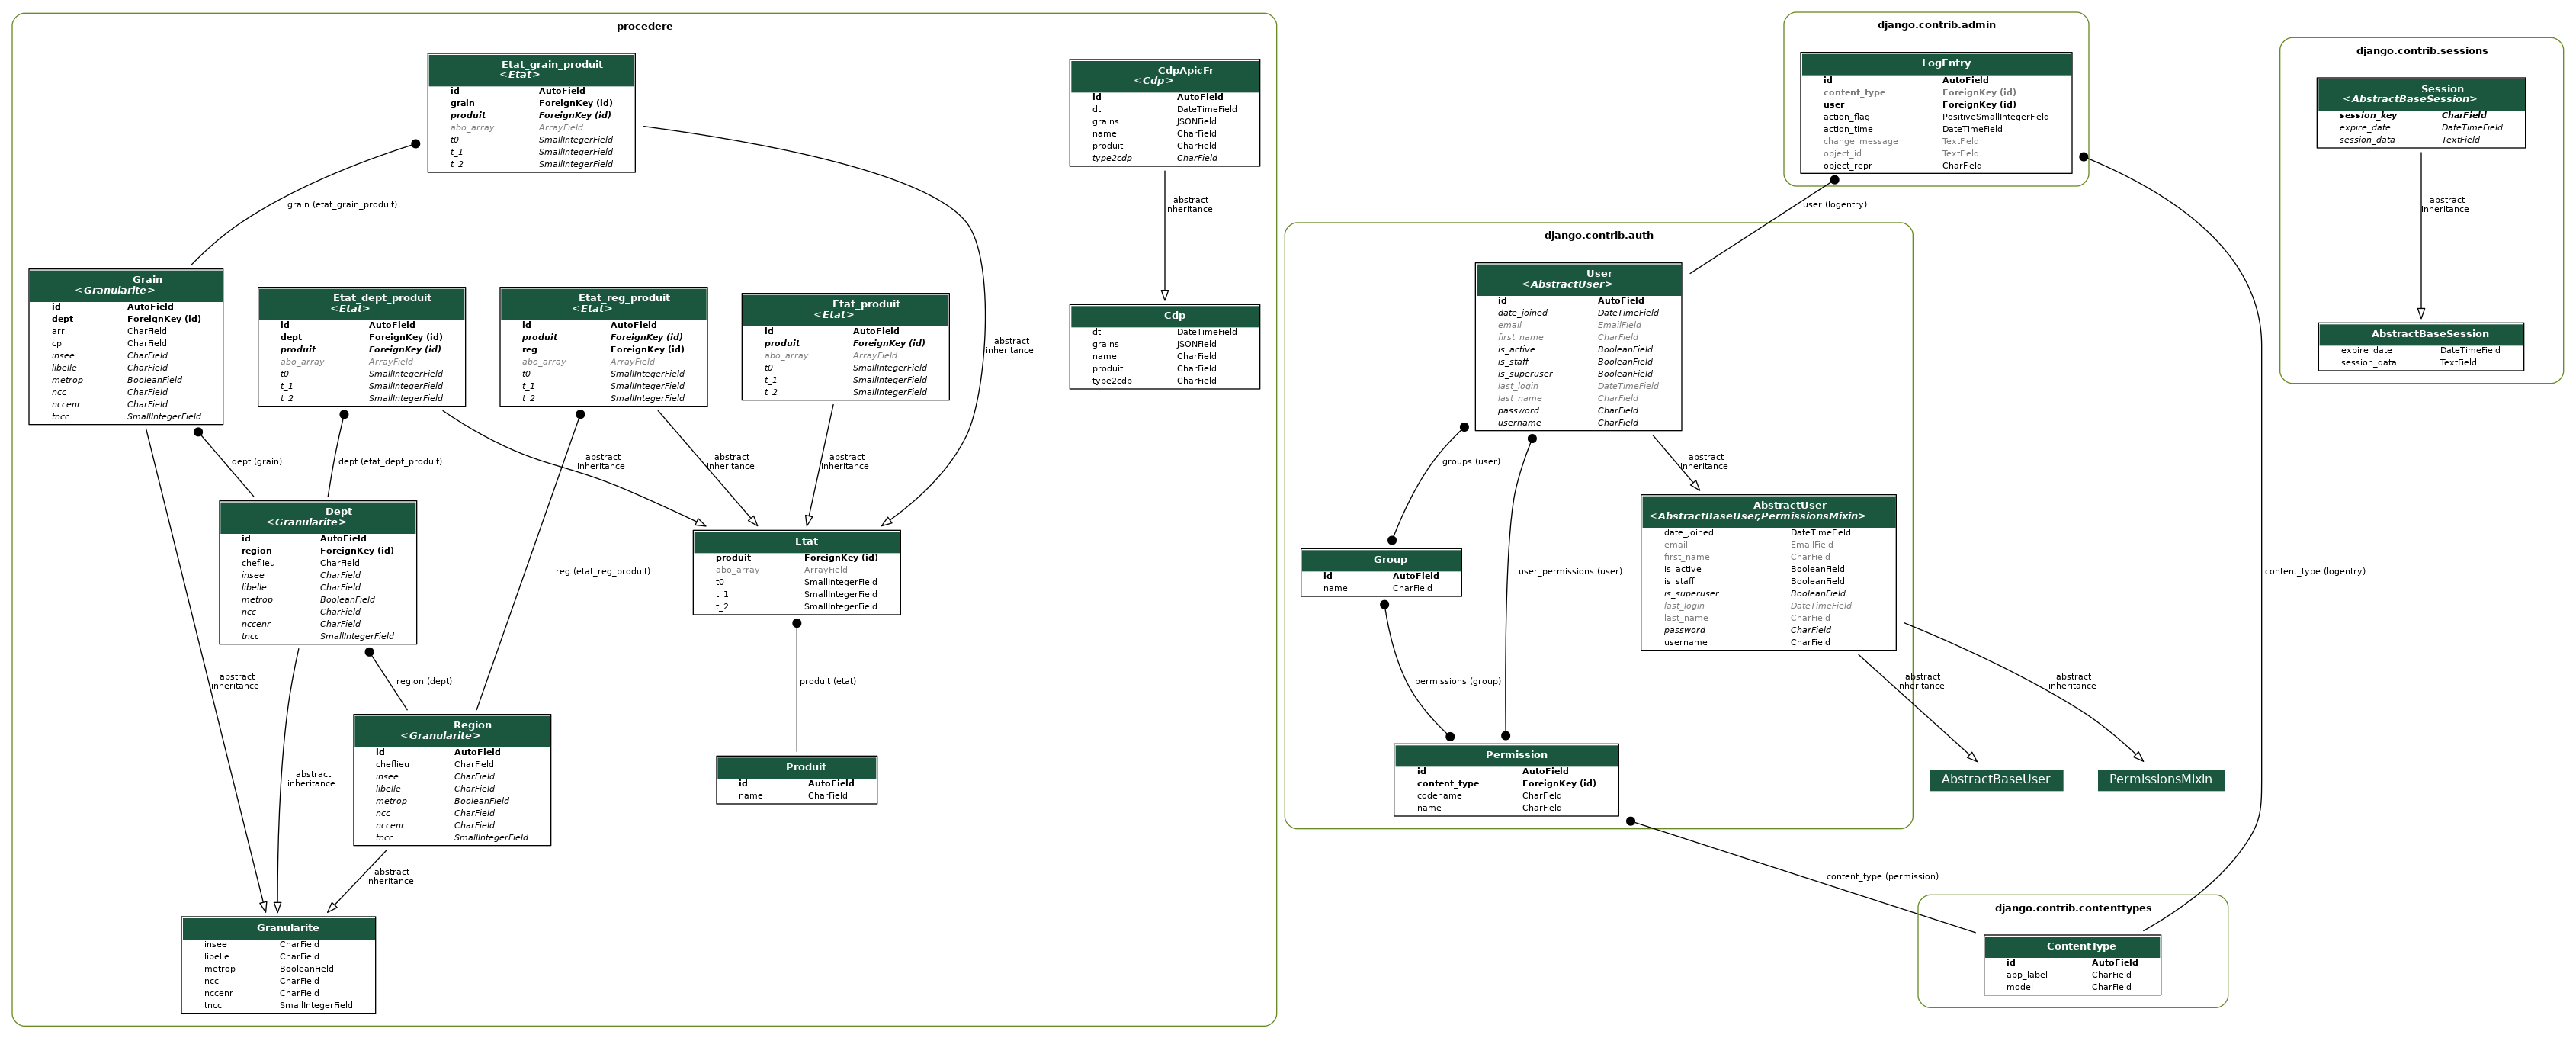 procedere
Etat_grain_produit
<Etat>
id AutoField
grain ForeignKey (id)
produit ForeignKey (id)
abo_array ArrayField
t0 SmallIntegerField
t_1 SmallIntegerField
t_2 SmallIntegerField
CdpApicFr
<Cdp>
id AutoField
dt DateTimeField
grains JSONField
name CharField
produit CharField
type2cdp CharField
abstract
inheritance
grain (etat_grain_produit)
Grain
<Granularite>
id AutoField
dept ForeignKey (id)
arr CharField
cp CharField
insee CharField
libelle CharField
metrop BooleanField
ncc CharField
nccenr CharField
tncc SmallIntegerField
Etat_dept_produit
<Etat>
id AutoField
dept ForeignKey (id)
produit ForeignKey (id)
abo_array ArrayField
t0 SmallIntegerField
t_1 SmallIntegerField
t_2 SmallIntegerField
Etat_reg_produit
<Etat>
id AutoField
produit ForeignKey (id)
reg ForeignKey (id)
abo_array ArrayField
t0 SmallIntegerField
t_1 SmallIntegerField
t_2 SmallIntegerField
Etat_produit
<Etat>
id AutoField
produit ForeignKey (id)
abo_array ArrayField
t0 SmallIntegerField
t_1 SmallIntegerField
t_2 SmallIntegerField
abstract
inheritance
Cdp
dt DateTimeField
grains JSONField
name CharField
produit CharField
type2cdp CharField
dept (grain)
dept (etat_dept_produit)
abstract
inheritance
abstract
inheritance
abstract
inheritance
Dept
<Granularite>
id AutoField
region ForeignKey (id)
cheflieu CharField
insee CharField
libelle CharField
metrop BooleanField
ncc CharField
nccenr CharField
tncc SmallIntegerField
reg (etat_reg_produit)
Etat
produit ForeignKey (id)
abo_array ArrayField
t0 SmallIntegerField
t_1 SmallIntegerField
t_2 SmallIntegerField
abstract
inheritance
region (dept)
produit (etat)
Region
<Granularite>
id AutoField
cheflieu CharField
insee CharField
libelle CharField
metrop BooleanField
ncc CharField
nccenr CharField
tncc SmallIntegerField
abstract
inheritance
Produit
id AutoField
name CharField
abstract
inheritance
Granularite
insee CharField
libelle CharField
metrop BooleanField
ncc CharField
nccenr CharField
tncc SmallIntegerField
django.contrib.admin
LogEntry
id AutoField
content_type ForeignKey (id)
user ForeignKey (id)
action_flag PositiveSmallIntegerField
action_time DateTimeField
change_message TextField
object_id TextField
object_repr CharField
user (logentry)
django.contrib.auth
User
<AbstractUser>
id AutoField
date_joined DateTimeField
email EmailField
first_name CharField
is_active BooleanField
is_staff BooleanField
is_superuser BooleanField
last_login DateTimeField
last_name CharField
password CharField
username CharField
groups (user)
abstract
inheritance
Group
id AutoField
name CharField
user_permissions (user)
content_type (logentry)
AbstractUser
<AbstractBaseUser,PermissionsMixin>
date_joined DateTimeField
email EmailField
first_name CharField
is_active BooleanField
is_staff BooleanField
is_superuser BooleanField
last_login DateTimeField
last_name CharField
password CharField
username CharField
permissions (group)
abstract
inheritance
abstract
inheritance
Permission
id AutoField
content_type ForeignKey (id)
codename CharField
name CharField
AbstractBaseUser
PermissionsMixin
content_type (permission)
django.contrib.contenttypes
ContentType
id AutoField
app_label CharField
model CharField
django.contrib.sessions
Session
<AbstractBaseSession>
session_key CharField
expire_date DateTimeField
session_data TextField
abstract
inheritance
AbstractBaseSession
expire_date DateTimeField
session_data TextField